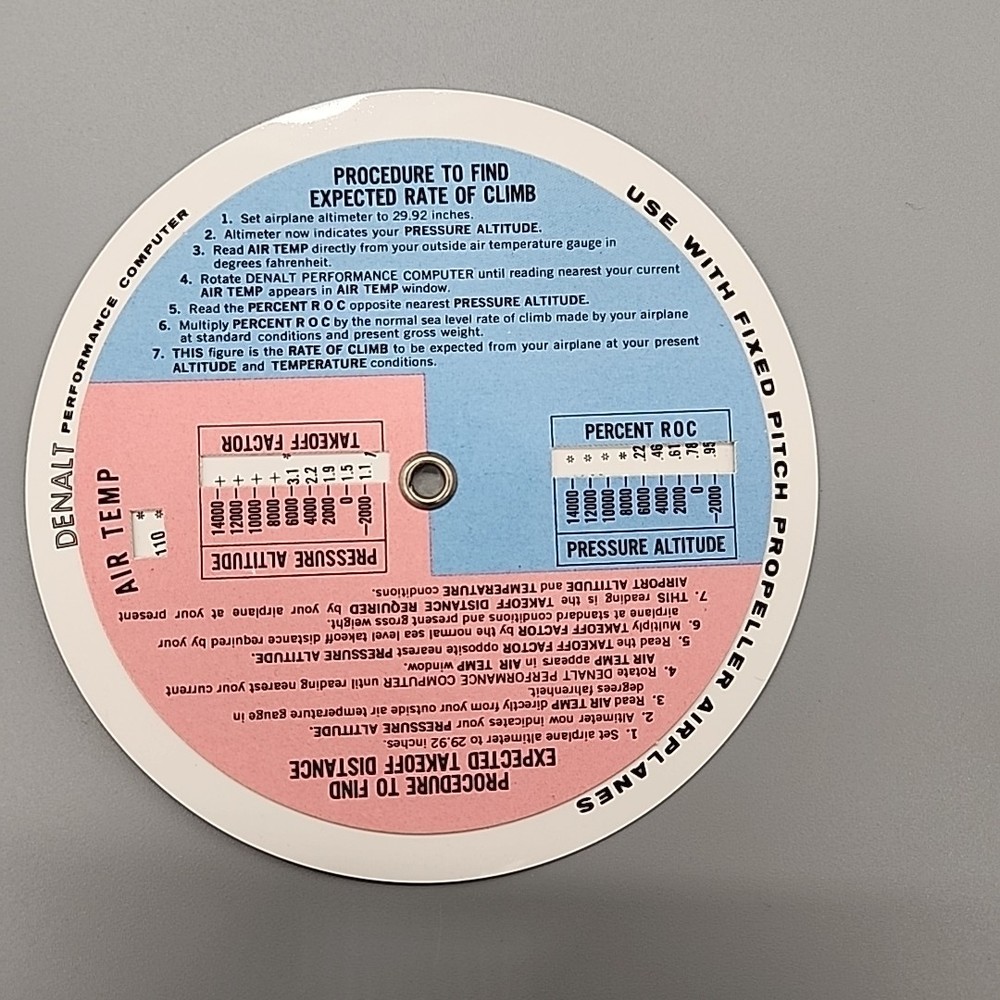 DENALT PERFORMANCE COMPUTER
USE WITH FIXED PITCH PROPELLER AIRPLANES
PROCEDURE TO FIND
EXPECTED RATE OF CLIMB
1. Set airplane altimeter to 29.92 inches.
2. Altimeter now indicates your PRESSURE ALTITUDE.
3. Read AIR TEMP directly from your outside air temperature gauge in
degrees fahrenheit.
4. Rotate DENALT PERFORMANCE COMPUTER until reading nearest your current
AIR TEMP appears in AIR TEMP window.
5. Read the PERCENT R O C opposite nearest PRESSURE ALTITUDE.
6. Multiply PERCENT R O C by the normal sea level rate of climb made by your airplane
at standard conditions and present gross weight.
7. THIS figure is the RATE OF CLIMB to be expected from your airplane at your present
ALTITUDE and TEMPERATURE conditions.
PERCENT R O C
14000– *
12000– *
10000– *
8000– *
6000– .22
4000– .46
2000– .61
0– .78
–2000– .95
PRESSURE ALTITUDE
AIR TEMP
* *
110
PROCEDURE TO FIND
EXPECTED TAKEOFF DISTANCE
1. Set airplane altimeter to 29.92 inches.
2. Altimeter now indicates your PRESSURE ALTITUDE.
3. Read AIR TEMP directly from your outside air temperature gauge in
degrees fahrenheit.
4. Rotate DENALT PERFORMANCE COMPUTER until reading nearest your current
AIR TEMP appears in AIR TEMP window.
5. Read the TAKEOFF FACTOR opposite nearest PRESSURE ALTITUDE.
6. Multiply TAKEOFF FACTOR by the normal sea level takeoff distance required by your
airplane at standard conditions and present gross weight.
7. THIS reading is the TAKEOFF DISTANCE REQUIRED by your airplane at your present
AIRPORT ALTITUDE and TEMPERATURE conditions.
PRESSURE ALTITUDE
14000– +
12000– +
10000– +
8000– +
6000– 3.1 *
4000– 2.2
2000– 1.9
0– 1.5
–2000– 1.1
TAKEOFF FACTOR